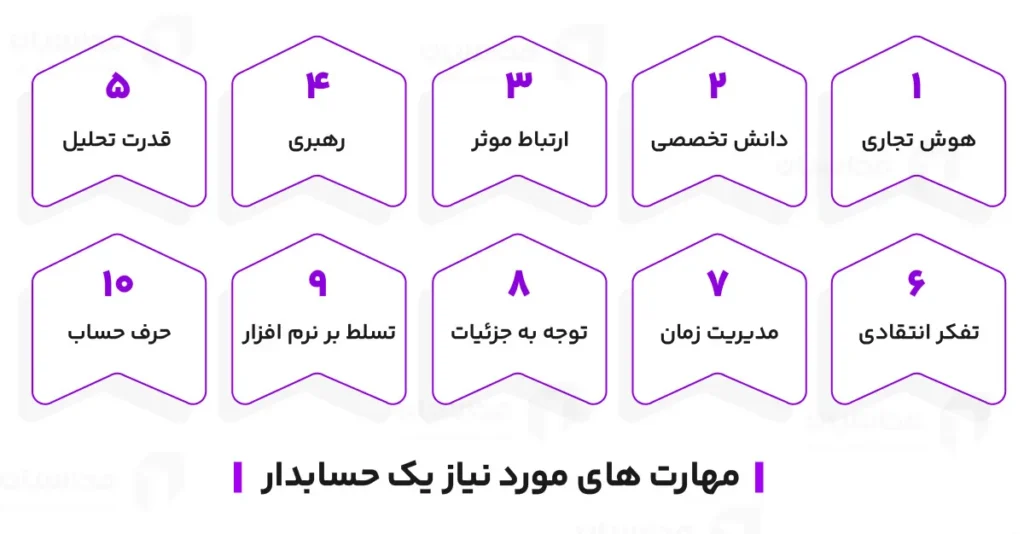 ۱
هوش تجاری
۲
دانش تخصصی
۳
ارتباط موثر
۴
رهبری
۵
قدرت تحلیل
۶
تفکر انتقادی
۷
مدیریت زمان
۸
توجه به جزئیات
۹
تسلط بر نرم افزار
۱۰
حرف حساب
مهارت های مورد نیاز یک حسابدار